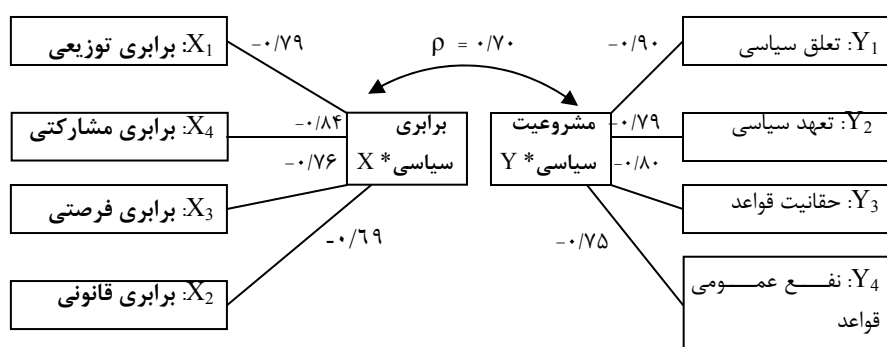 X1: برابری توزیعی
-۰/۷۹
ρ = ۰/۷۰
-۰/۹۰
Y1: تعلق سیاسی
X4: برابری مشارکتی
-۰/۸۴
برابری
سیاسی* X
مشروعیت
سیاسی* Y
-۰/۷۹
Y2: تعهد سیاسی
-۰/۷۶
-۰/۸۰
X3: برابری فرصتی
Y3: حقانیت قواعد
-۰/۶۹
-۰/۷۵
X2: برابری قانونی
Y4: نفع عمومی
قواعد